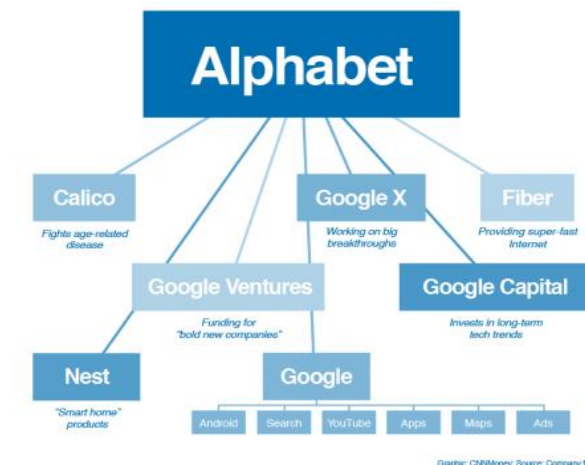 Alphabet
Calico
Fights age-related
disease
Google X
Working on big
breakthroughs
Fiber
Providing super-fast
Internet
Google Ventures
Funding for
"bold new companies"
Google Capital
Invests in long-term
tech trends
Nest
"Smart home"
products
Google
Android Search YouTube Apps Maps Ads
Graphic: CNNMoney, Source: Company